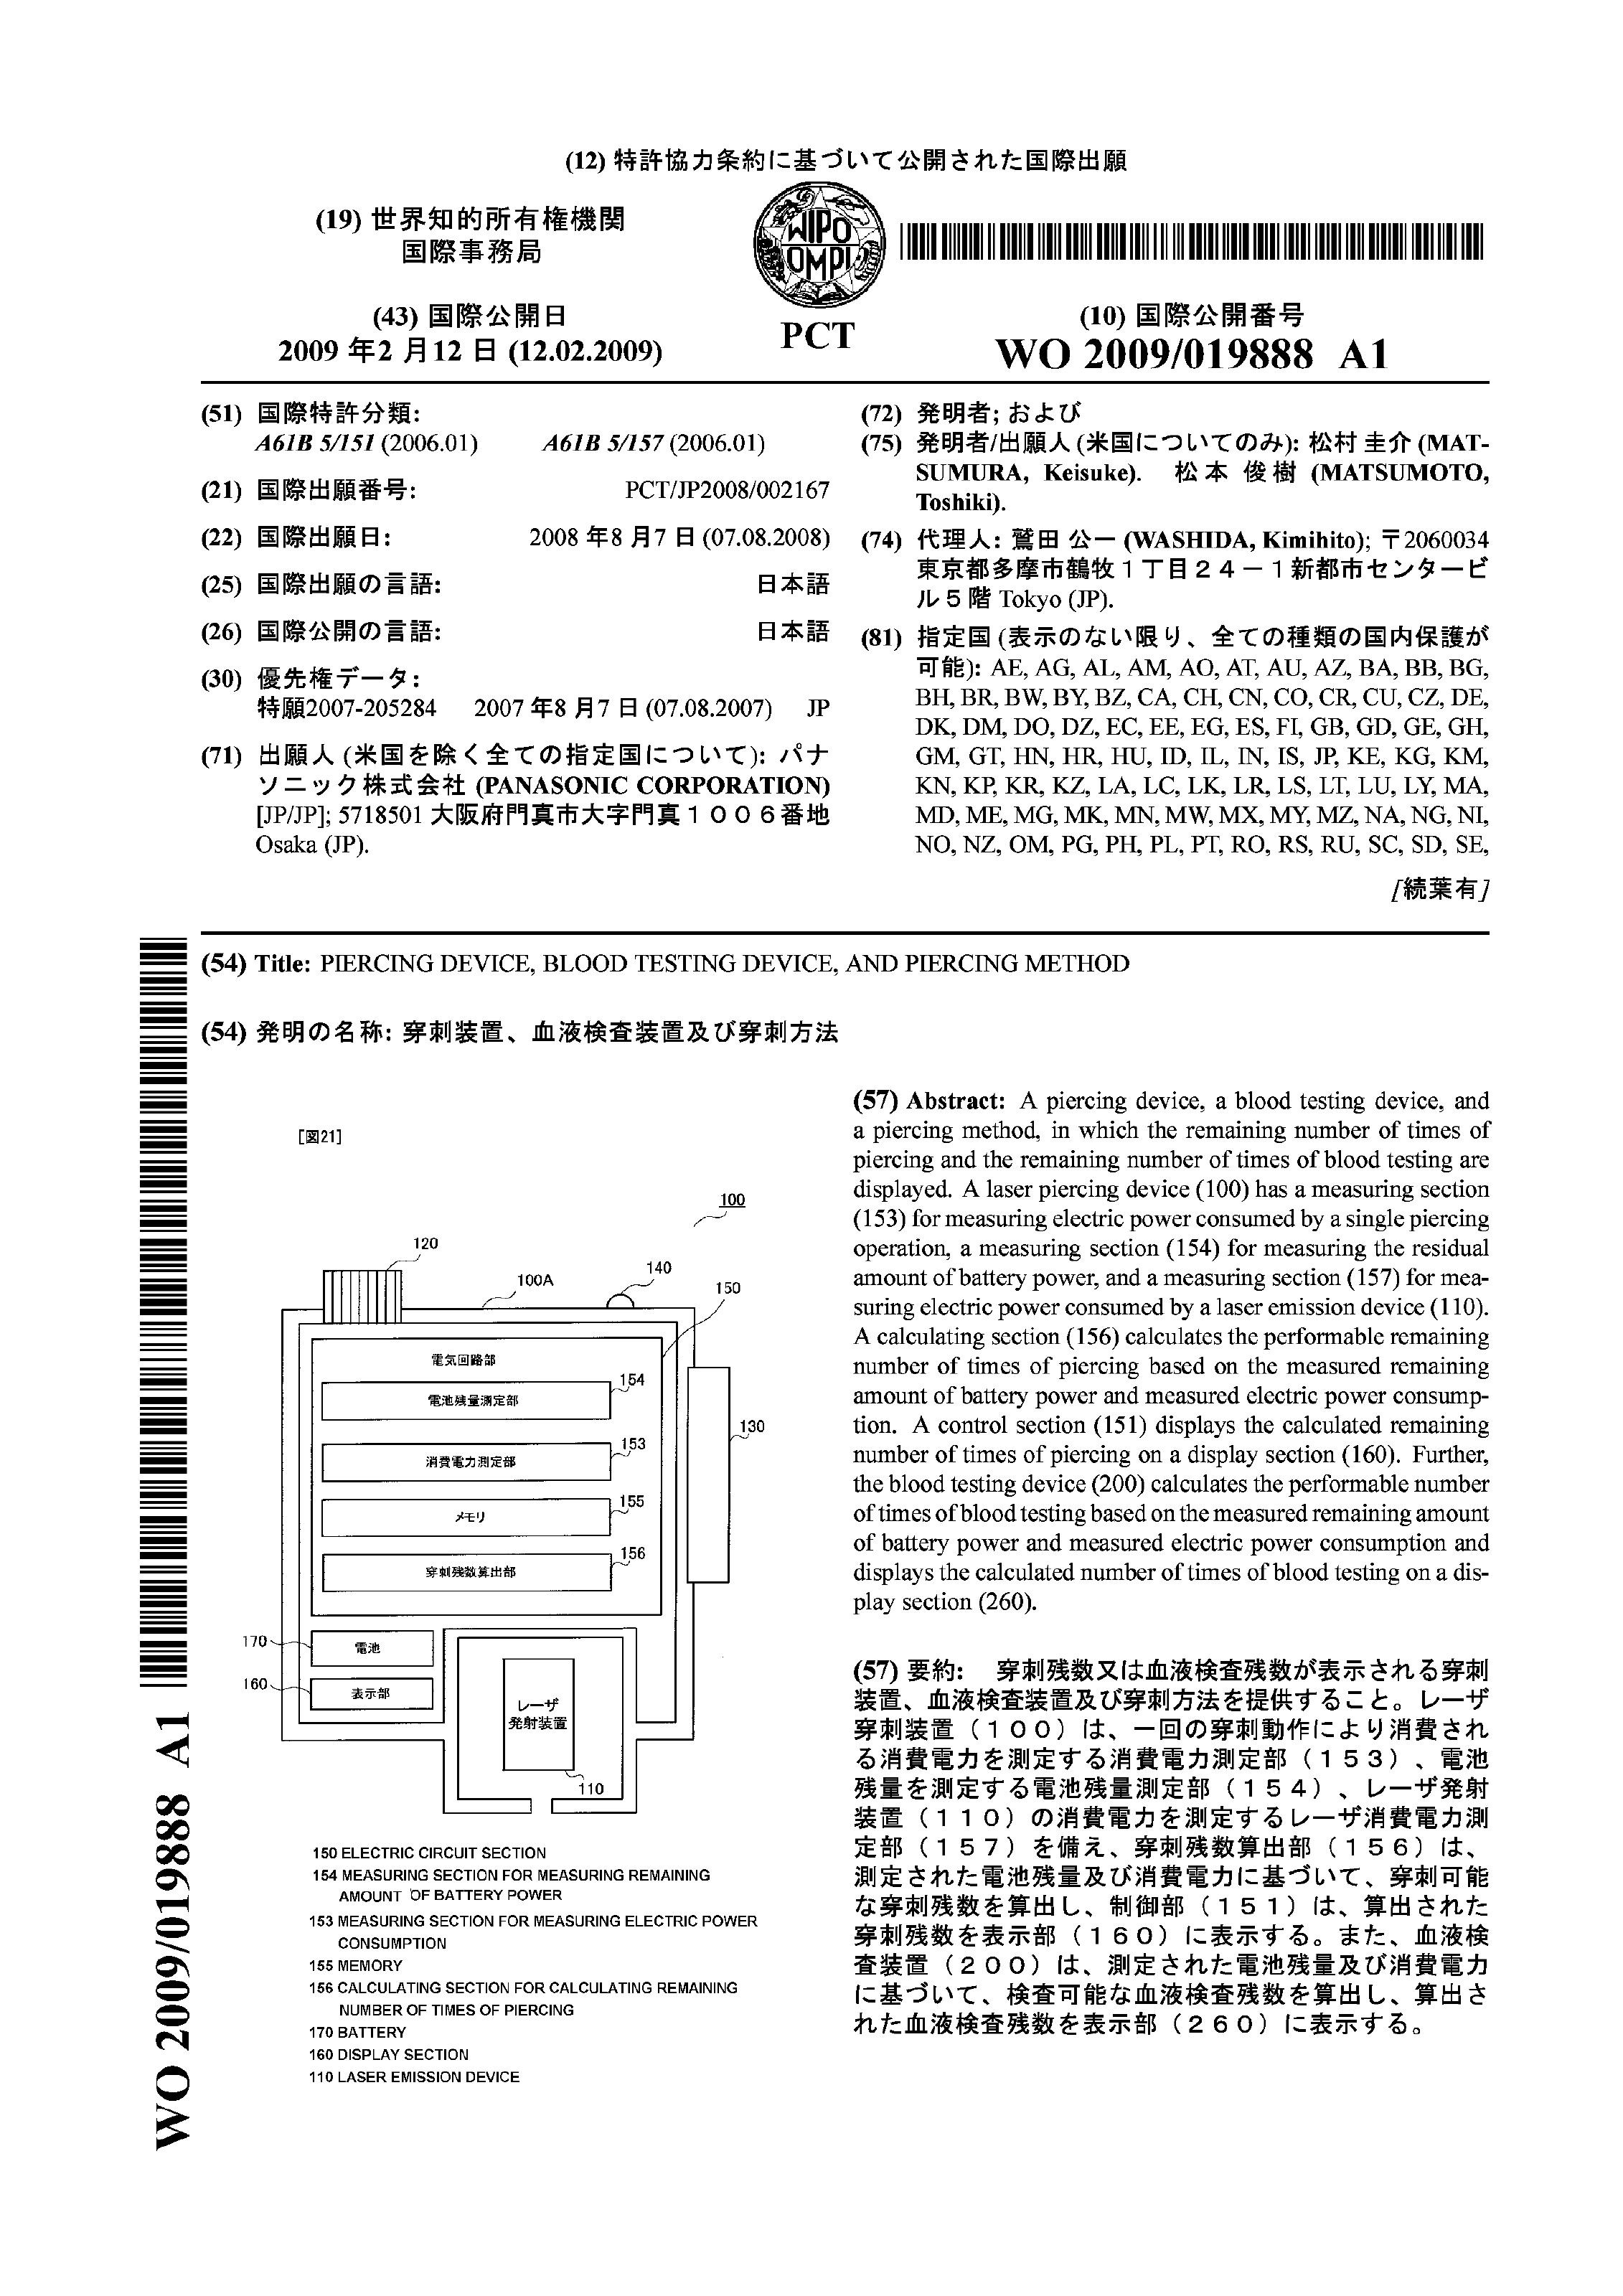 (12) 特許協力条約に基づいて公開された国際出願
(19) 世界知的所有権機関
国際事務局
WIPO
OMPI
PCT
(43) 国際公開日
2009 年2 月12 日 (12.02.2009)
(10) 国際公開番号
WO 2009/019888 A1
(51) 国際特許分類:
A61B 5/151 (2006.01) A61B 5/157 (2006.01)
(21) 国際出願番号: PCT/JP2008/002167
(22) 国際出願日: 2008 年8 月7 日 (07.08.2008)
(25) 国際出願の言語: 日本語
(26) 国際公開の言語: 日本語
(30) 優先権データ:
特願2007-205284 2007 年8 月7 日 (07.08.2007) JP
(71) 出願人 (米国を除く全ての指定国について): パナ
ソニック株式会社 (PANASONIC CORPORATION)
[JP/JP]; 5718501 大阪府門真市大字門真１００６番地
Osaka (JP).
(72) 発明者; および
(75) 発明者/出願人 (米国についてのみ): 松村 圭介 (MAT-
SUMURA, Keisuke). 松本 俊樹 (MATSUMOTO,
Toshiki).
(74) 代理人: 鷲田 公一 (WASHIDA, Kimihito); 〒2060034
東京都多摩市鶴牧１丁目２４－１新都市センタービ
ル５階 Tokyo (JP).
(81) 指定国 (表示のない限り、全ての種類の国内保護が
可能): AE, AG, AL, AM, AO, AT, AU, AZ, BA, BB, BG,
BH, BR, BW, BY, BZ, CA, CH, CN, CO, CR, CU, CZ, DE,
DK, DM, DO, DZ, EC, EE, EG, ES, FI, GB, GD, GE, GH,
GM, GT, HN, HR, HU, ID, IL, IN, IS, JP, KE, KG, KM,
KN, KP, KR, KZ, LA, LC, LK, LR, LS, LT, LU, LY, MA,
MD, ME, MG, MK, MN, MW, MX, MY, MZ, NA, NG, NI,
NO, NZ, OM, PG, PH, PL, PT, RO, RS, RU, SC, SD, SE,
[続葉有]
(54) Title: PIERCING DEVICE, BLOOD TESTING DEVICE, AND PIERCING METHOD
(54) 発明の名称: 穿刺装置、血液検査装置及び穿刺方法
[図21]
100
120
100A
140
150
電気回路部
154
電池残量測定部
153
消費電力測定部
155
メモリ
156
穿刺残数算出部
130
170
電池
160
表示部
レーザ
発射装置
110
150 ELECTRIC CIRCUIT SECTION
154 MEASURING SECTION FOR MEASURING REMAINING
AMOUNT OF BATTERY POWER
153 MEASURING SECTION FOR MEASURING ELECTRIC POWER
CONSUMPTION
155 MEMORY
156 CALCULATING SECTION FOR CALCULATING REMAINING
NUMBER OF TIMES OF PIERCING
170 BATTERY
160 DISPLAY SECTION
110 LASER EMISSION DEVICE
(57) Abstract: A piercing device, a blood testing device, and
a piercing method, in which the remaining number of times of
piercing and the remaining number of times of blood testing are
displayed. A laser piercing device (100) has a measuring section
(153) for measuring electric power consumed by a single piercing
operation, a measuring section (154) for measuring the residual
amount of battery power, and a measuring section (157) for mea-
suring electric power consumed by a laser emission device (110).
A calculating section (156) calculates the performable remaining
number of times of piercing based on the measured remaining
amount of battery power and measured electric power consump-
tion. A control section (151) displays the calculated remaining
number of times of piercing on a display section (160). Further,
the blood testing device (200) calculates the performable number
of times of blood testing based on the measured remaining amount
of battery power and measured electric power consumption and
displays the calculated number of times of blood testing on a dis-
play section (260).
(57) 要約: 穿刺残数又は血液検査残数が表示される穿刺
装置、血液検査装置及び穿刺方法を提供すること。レーザ
穿刺装置（１００）は、一回の穿刺動作により消費され
る消費電力を測定する消費電力測定部（１５３）、電池
残量を測定する電池残量測定部（１５４）、レーザ発射
装置（１１０）の消費電力を測定するレーザ消費電力測
定部（１５７）を備え、穿刺残数算出部（１５６）は、
測定された電池残量及び消費電力に基づいて、穿刺可能
な穿刺残数を算出し、制御部（１５１）は、算出された
穿刺残数を表示部（１６０）に表示する。また、血液検
査装置（２００）は、測定された電池残量及び消費電力
に基づいて、検査可能な血液検査残数を算出し、算出さ
れた血液検査残数を表示部（２６０）に表示する。
WO 2009/019888 A1